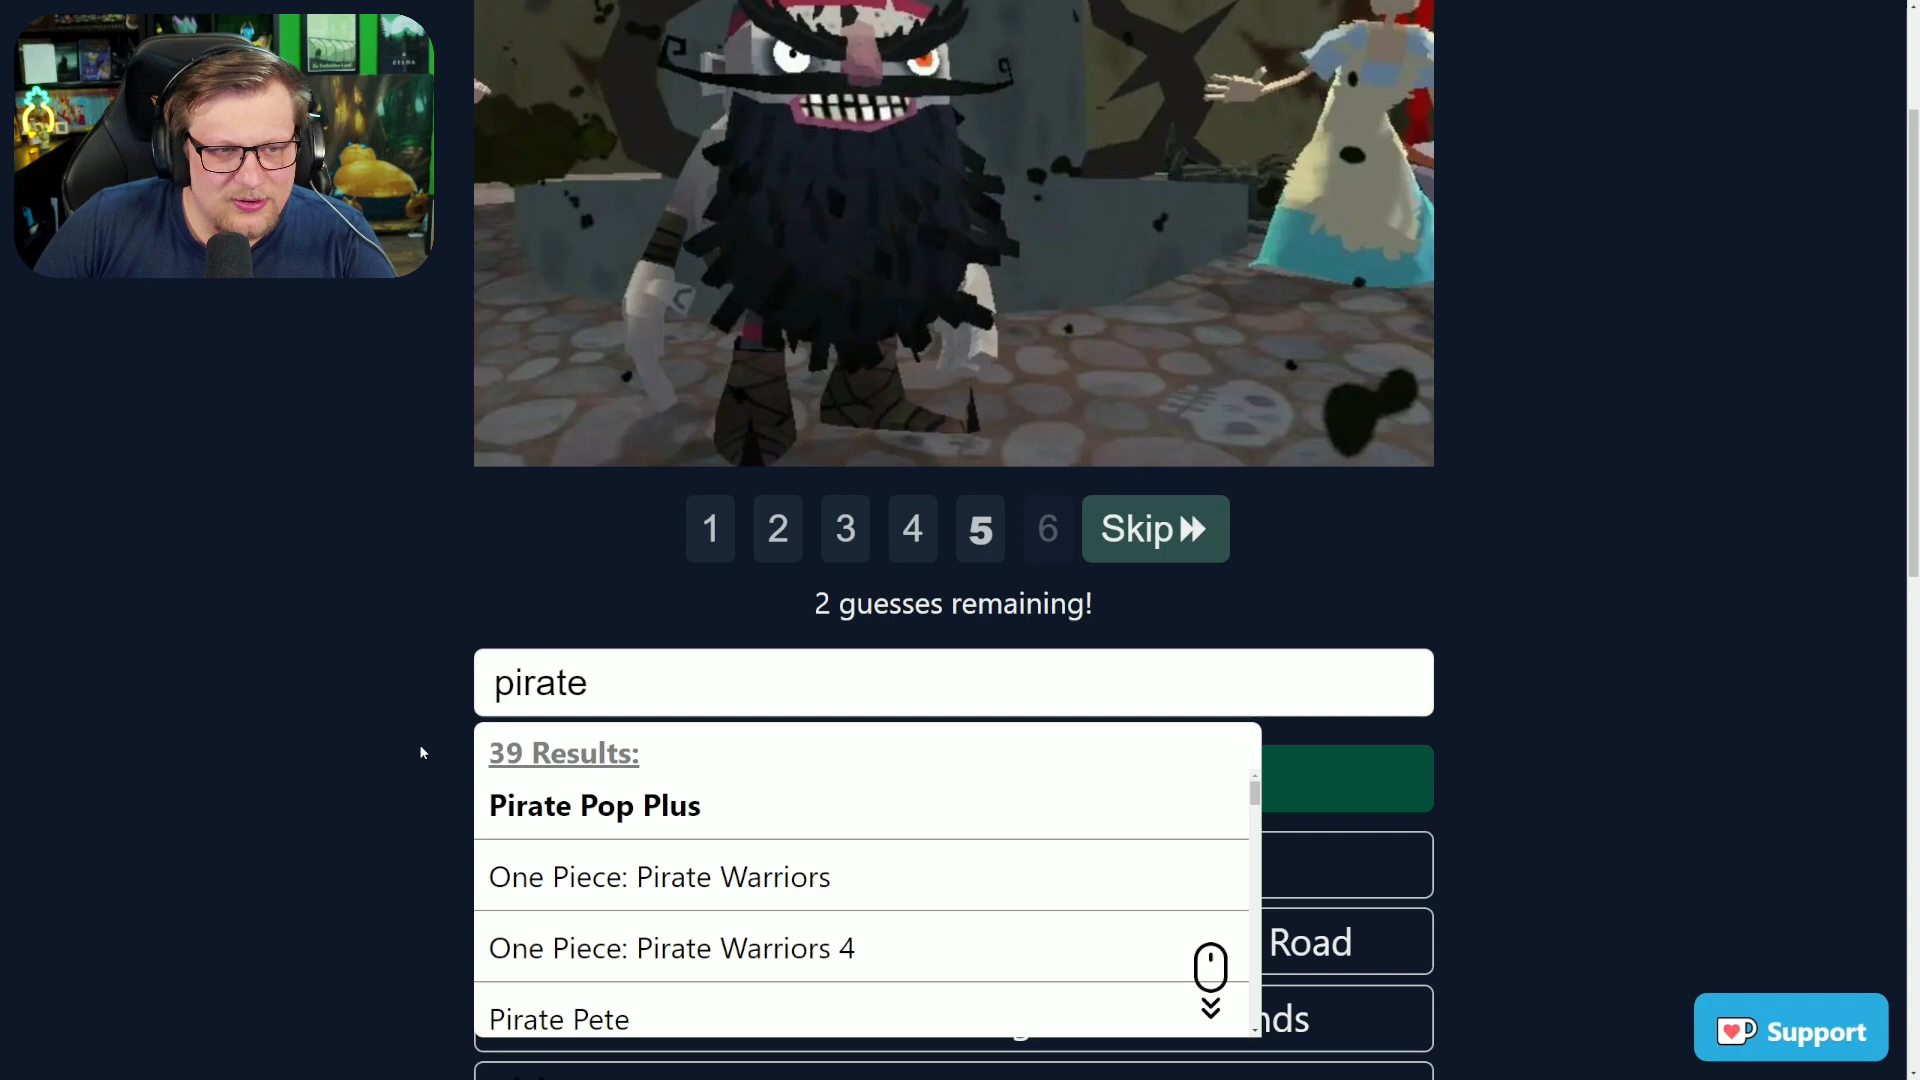 ZELDA
1 2 3 4 5 6 Skip
2 guesses remaining!
pirate
39 Results:
Pirate Pop Plus
One Piece: Pirate Warriors
One Piece: Pirate Warriors 4
Road
Pirate Pete
nds
Support